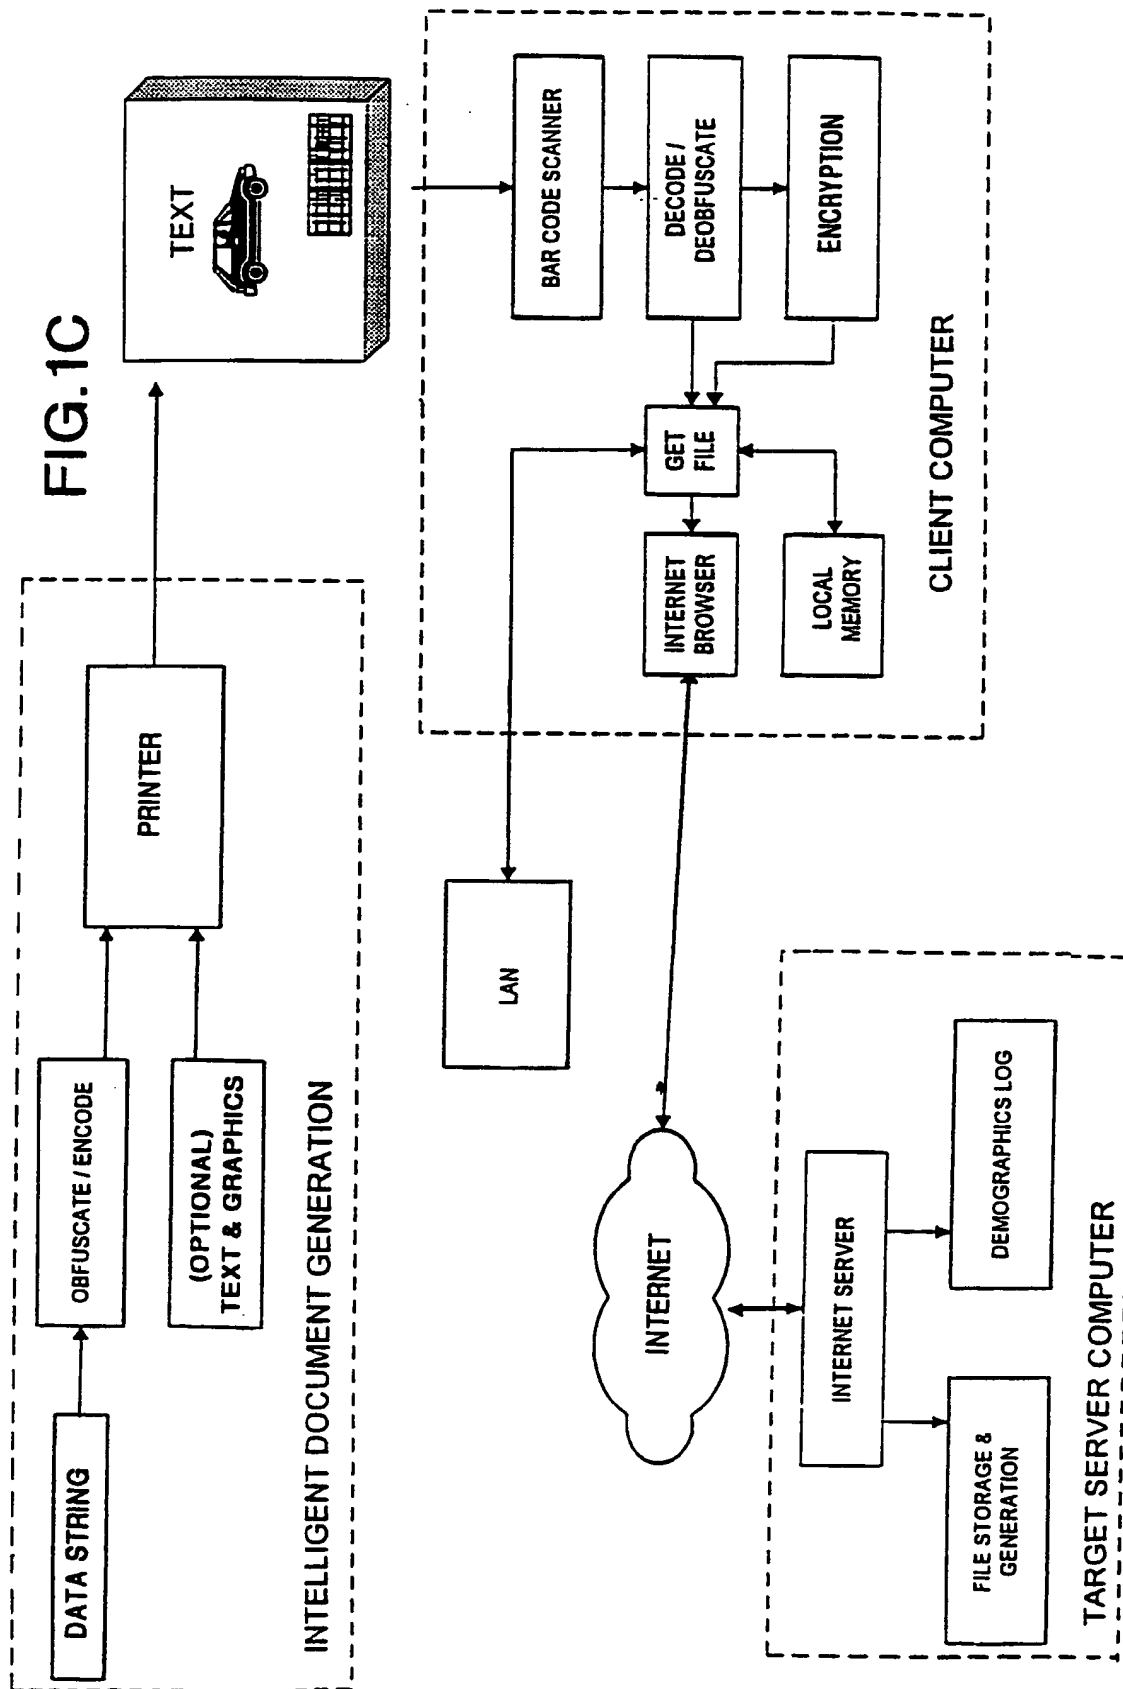 FIG.1C
DATA STRING
OBFUSCATE / ENCODE
(OPTIONAL)
TEXT & GRAPHICS
PRINTER
INTELLIGENT DOCUMENT GENERATION
TEXT
BAR CODE SCANNER
DECODE /
DEOBFUSCATE
ENCRYPTION
GET
FILE
INTERNET
BROWSER
LOCAL
MEMORY
CLIENT COMPUTER
LAN
INTERNET
INTERNET SERVER
FILE STORAGE &
GENERATION
DEMOGRAPHICS LOG
TARGET SERVER COMPUTER